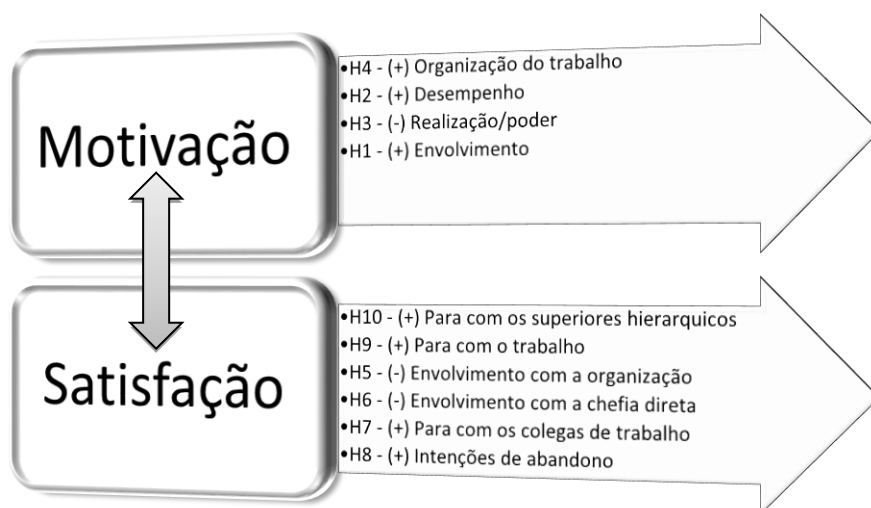 Motivação
•H4 - (+) Organização do trabalho
•H2 - (+) Desempenho
•H3 - (-) Realização/poder
•H1 - (+) Envolvimento
Satisfação
•H10 - (+) Para com os superiores hierarquicos
•H9 - (+) Para com o trabalho
•H5 - (-) Envolvimento com a organização
•H6 - (-) Envolvimento com a chefia direta
•H7 - (+) Para com os colegas de trabalho
•H8 - (+) Intenções de abandono